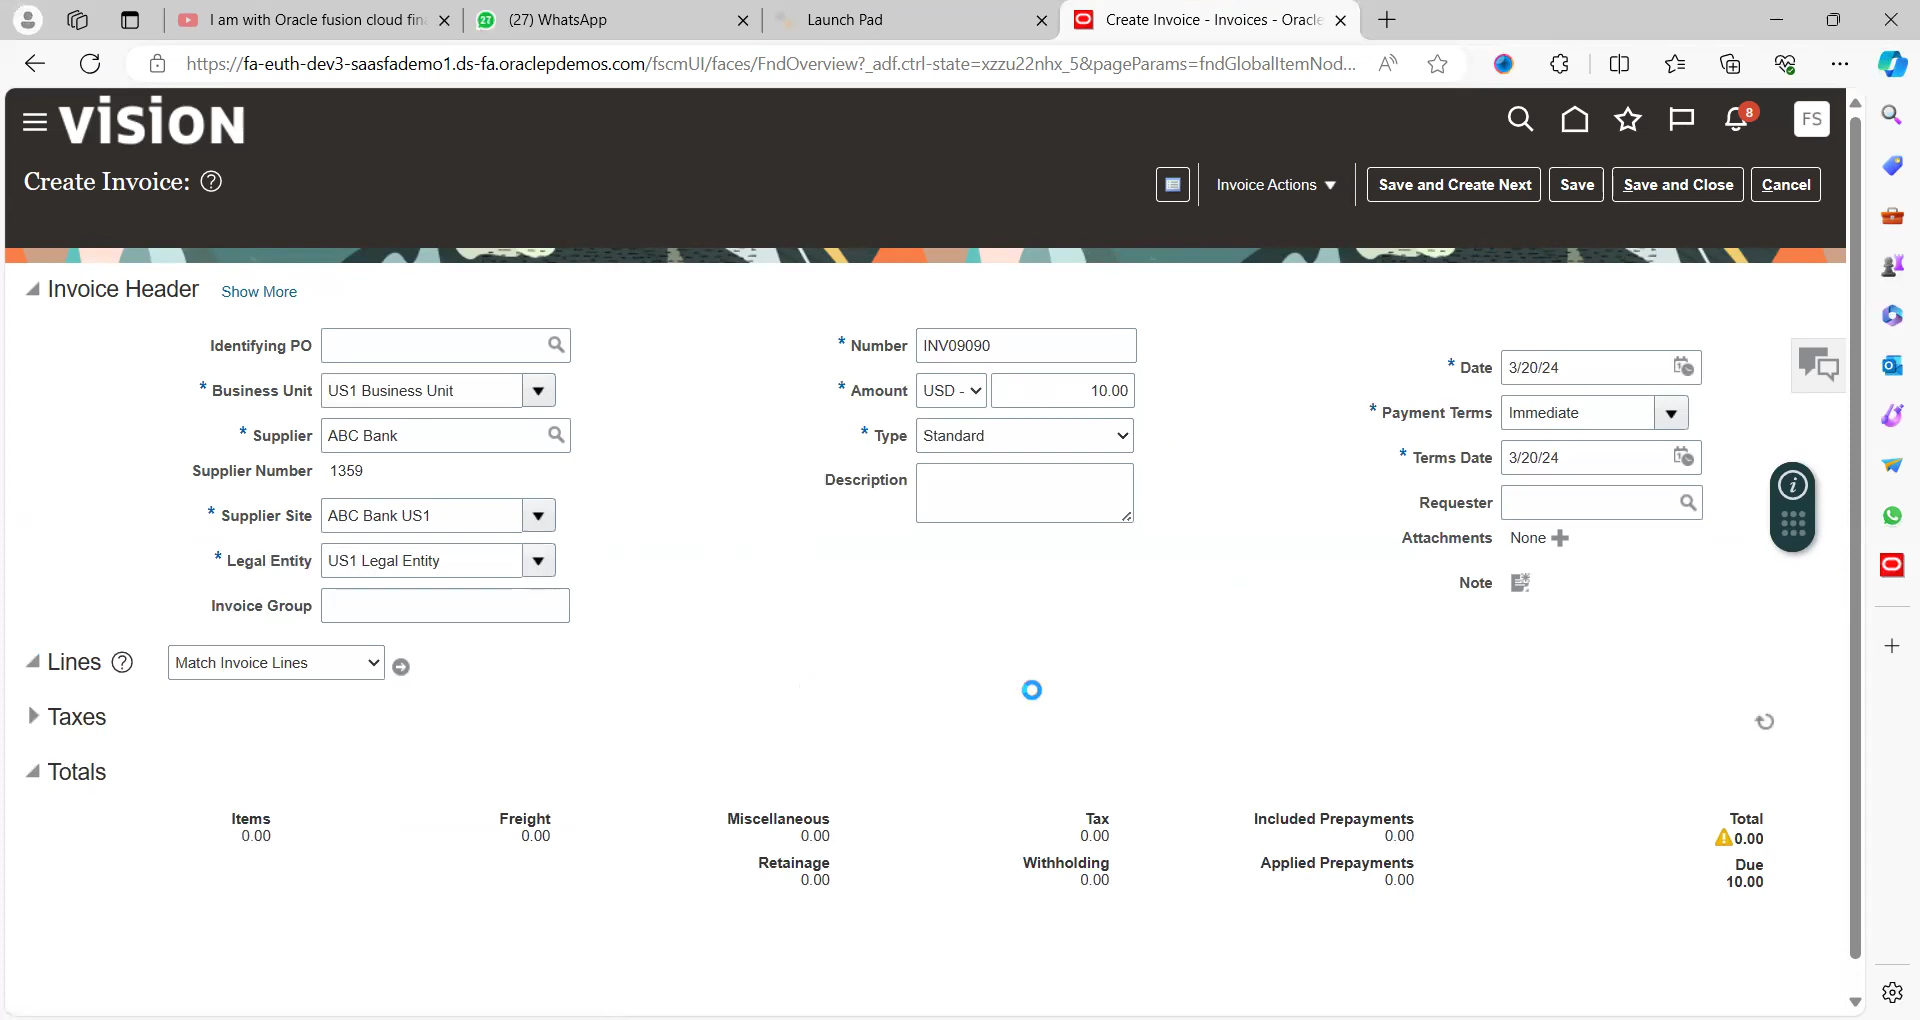 I am with Oracle fusion cloud fin
27
(27) WhatsApp
Launch Pad
Create Invoice - Invoices - Oracle
https://fa-euth-dev3-saasfademo1.ds-fa.oraclepdemos.com/fscmUI/faces/FndOverview?_adf.ctrl-state=xzzu22nhx_5&pageParams=fndGlobalItemNod...
VISION
8
FS
Create Invoice:
Invoice Actions
Save and Create Next
Save
Save and Close
Cancel
Invoice Header
Show More
Identifying PO
* Business Unit US1 Business Unit
* Supplier ABC Bank
Supplier Number 1359
* Supplier Site ABC Bank US1
* Legal Entity US1 Legal Entity
Invoice Group
* Number INV09090
* Amount USD - 10.00
* Type Standard
Description
* Date 3/20/24
* Payment Terms Immediate
* Terms Date 3/20/24
Requester
Attachments None
Note
Lines
Match Invoice Lines
Taxes
Totals
Items
0.00
Freight
0.00
Miscellaneous
0.00
Tax
0.00
Included Prepayments
0.00
Total
0.00
Retainage
0.00
Withholding
0.00
Applied Prepayments
0.00
Due
10.00